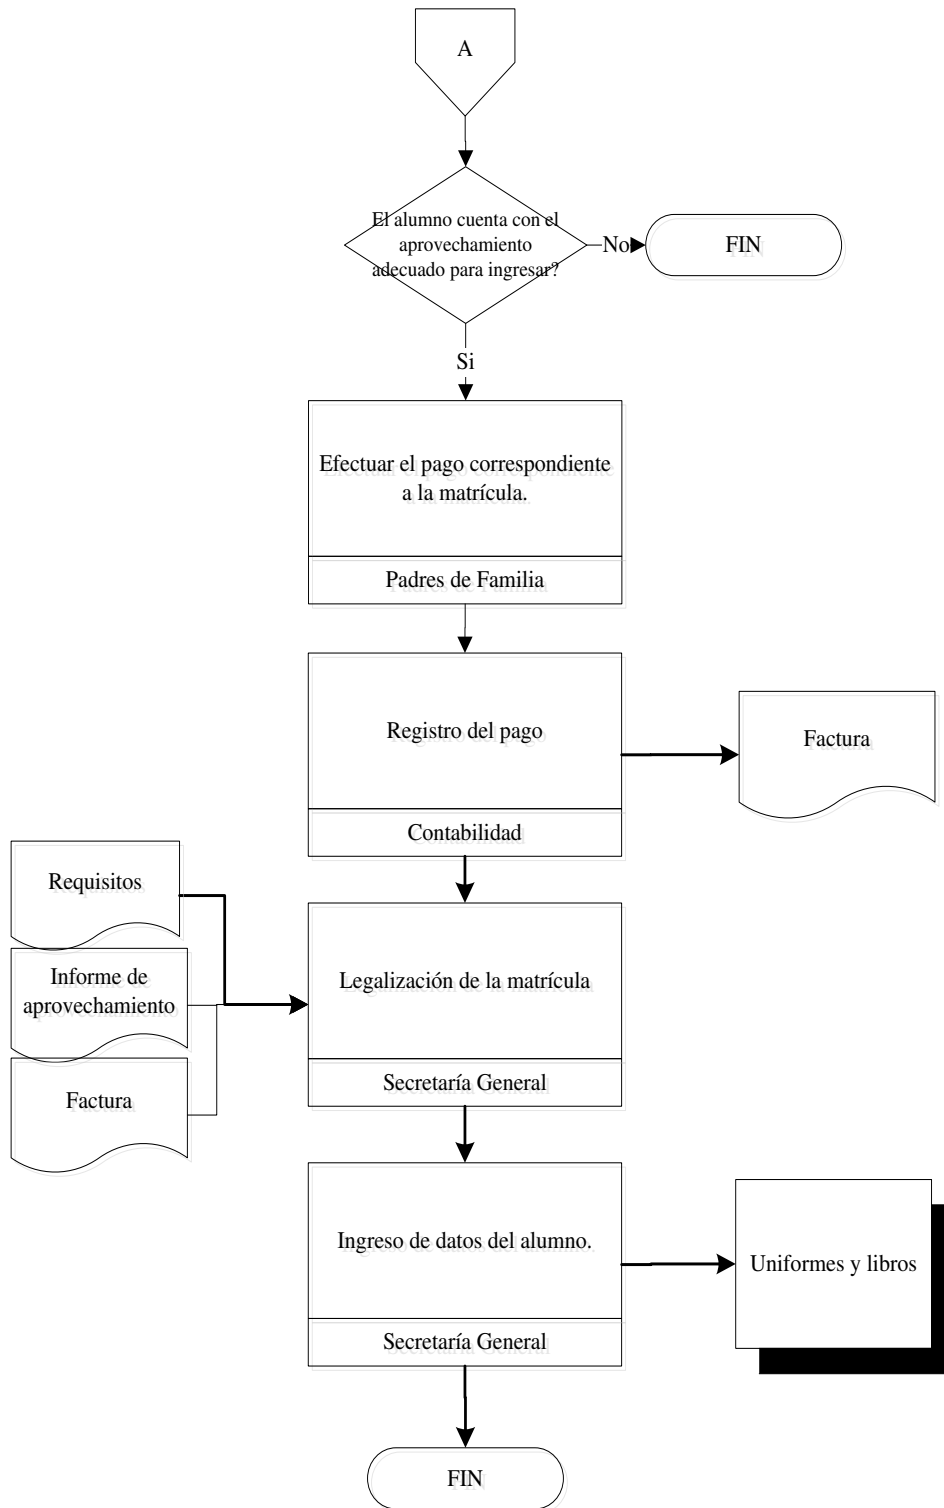 A
El alumno cuenta con el
aprovechamiento
adecuado para ingresar?
No
FIN
Si
Efectuar el pago correspondiente
a la matrícula.
Padres de Familia
Registro del pago
Factura
Contabilidad
Requisitos
Informe de
aprovechamiento
Factura
Legalización de la matrícula
Secretaría General
Ingreso de datos del alumno.
Uniformes y libros
Secretaría General
FIN